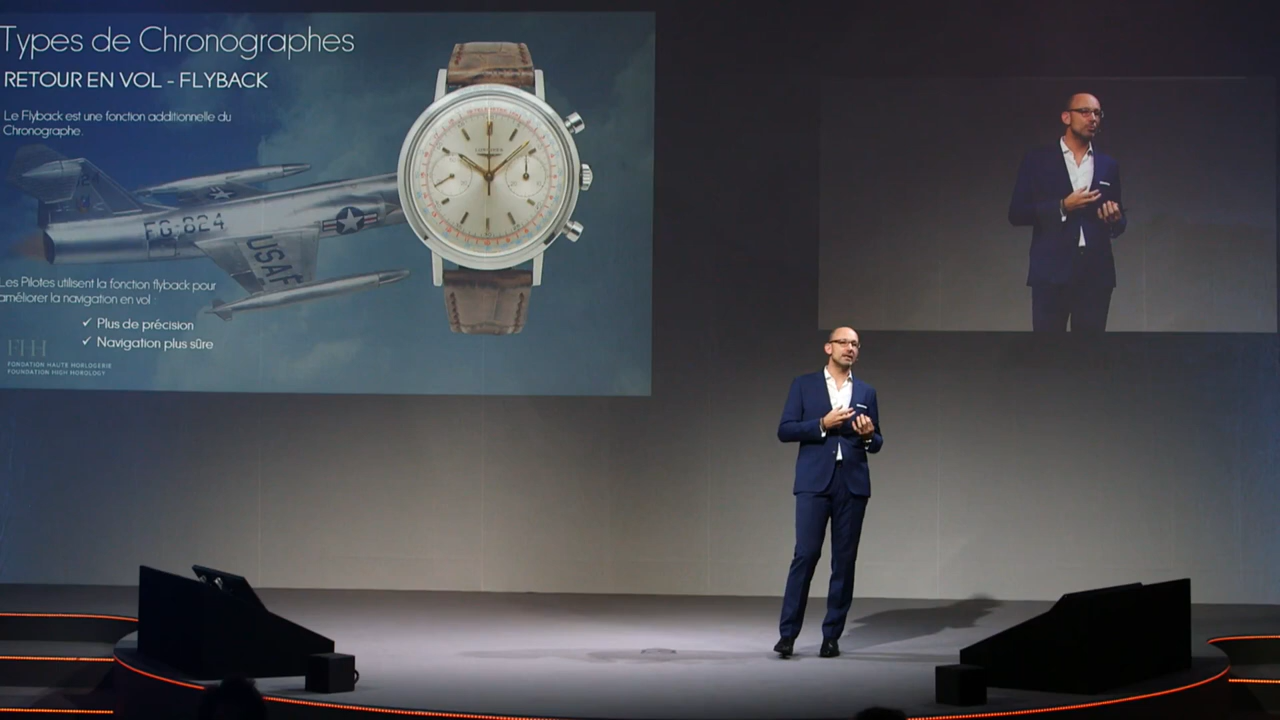 Types de Chronographes
RETOUR EN VOL - FLYBACK
Le Flyback est une fonction additionnelle du
Chronographe.
FG-824
USAF
LONGINES
Les Pilotes utilisent la fonction flyback pour
améliorer la navigation en vol :
✓ Plus de précision
✓ Navigation plus sûre
FHH
FONDATION HAUTE HORLOGERIE
FOUNDATION HIGH HOROLOGY